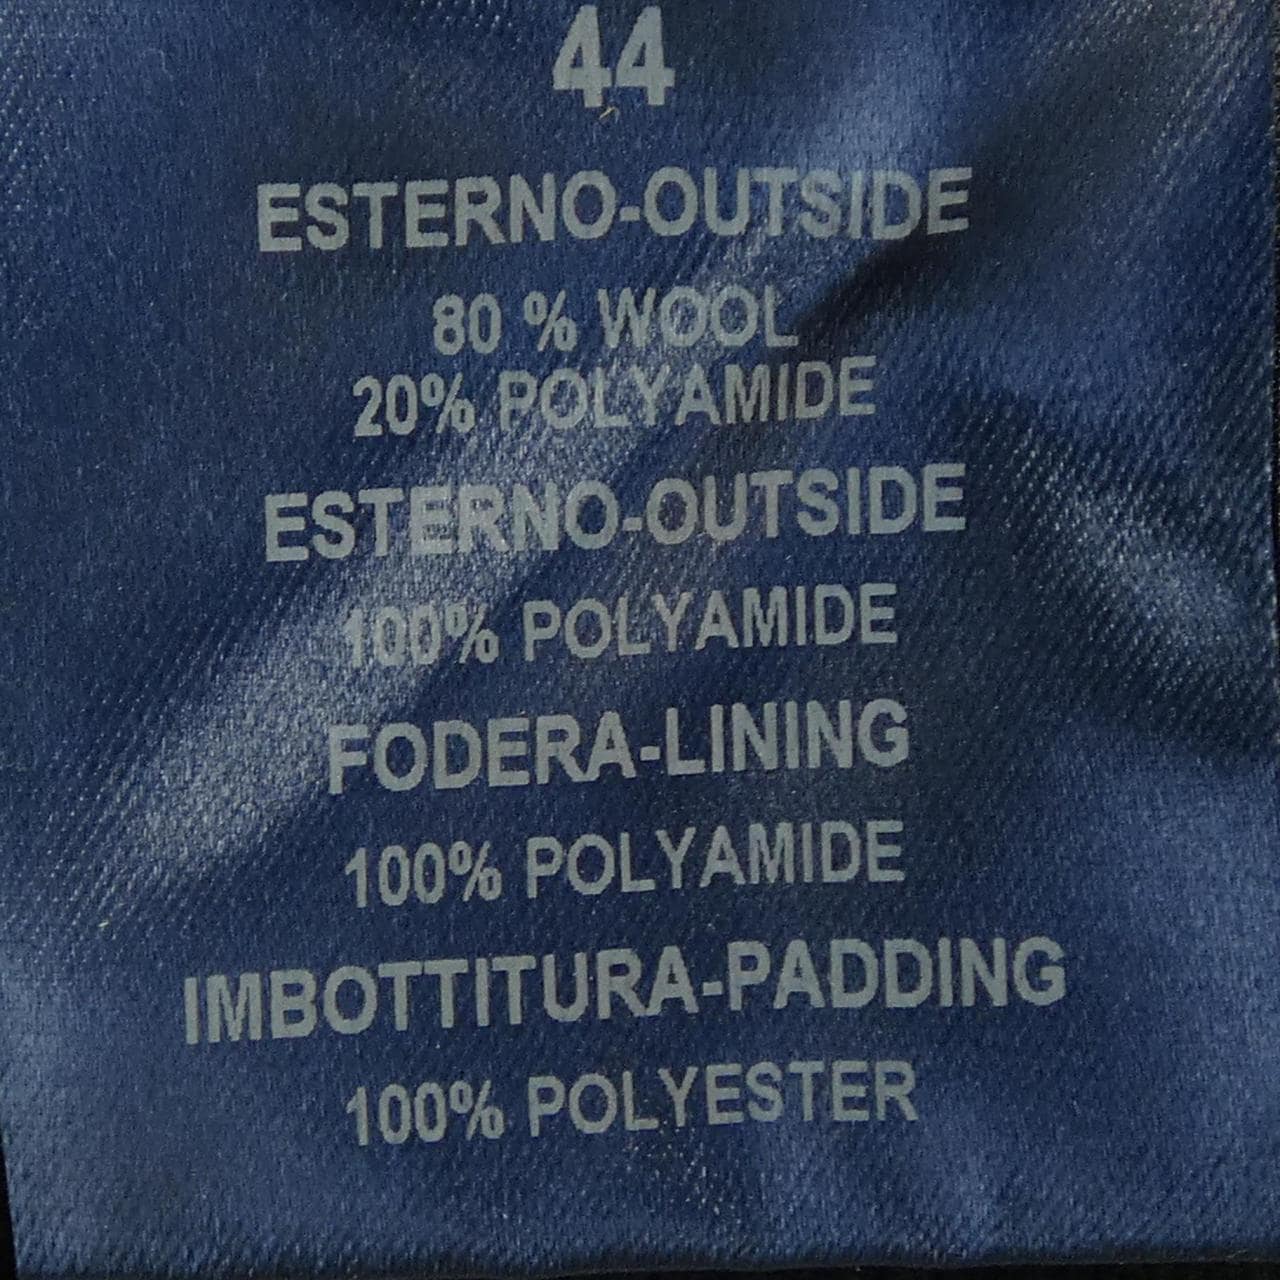 44
ESTERNO-OUTSIDE
80 % WOOL
20% POLYAMIDE
ESTERNO-OUTSIDE
100% POLYAMIDE
FODERA-LINING
100% POLYAMIDE
IMBOTTITURA-PADDING
100% POLYESTER